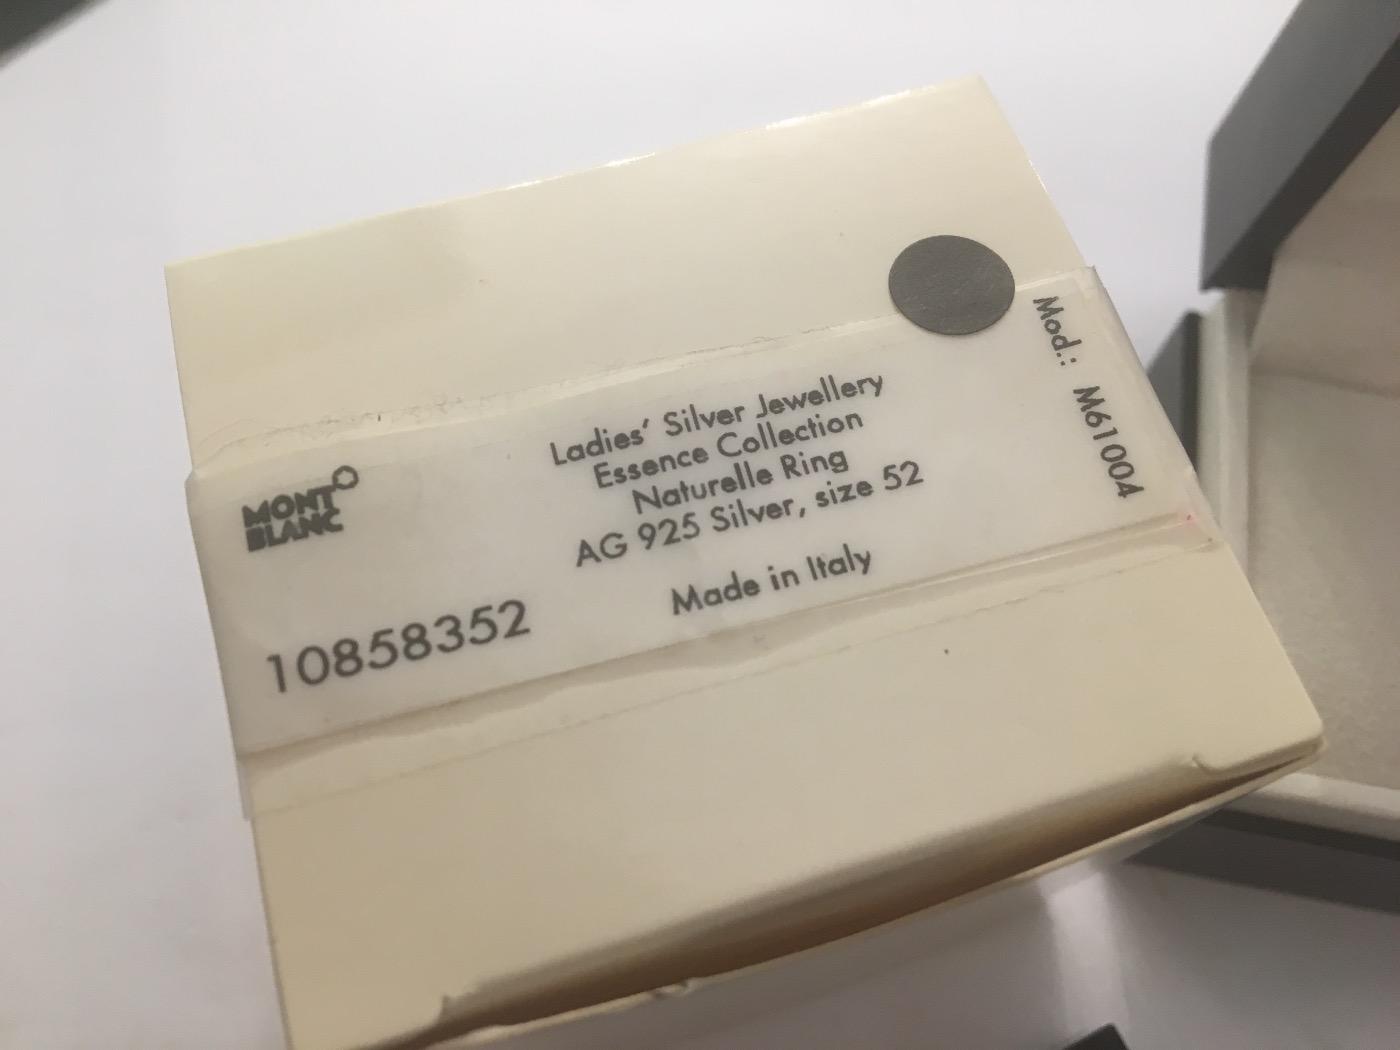 MONT
BLANC
Ladies' Silver Jewellery
Essence Collection
Naturelle Ring
AG 925 Silver, size 52
Made in Italy
10858352
Mod.: M61004